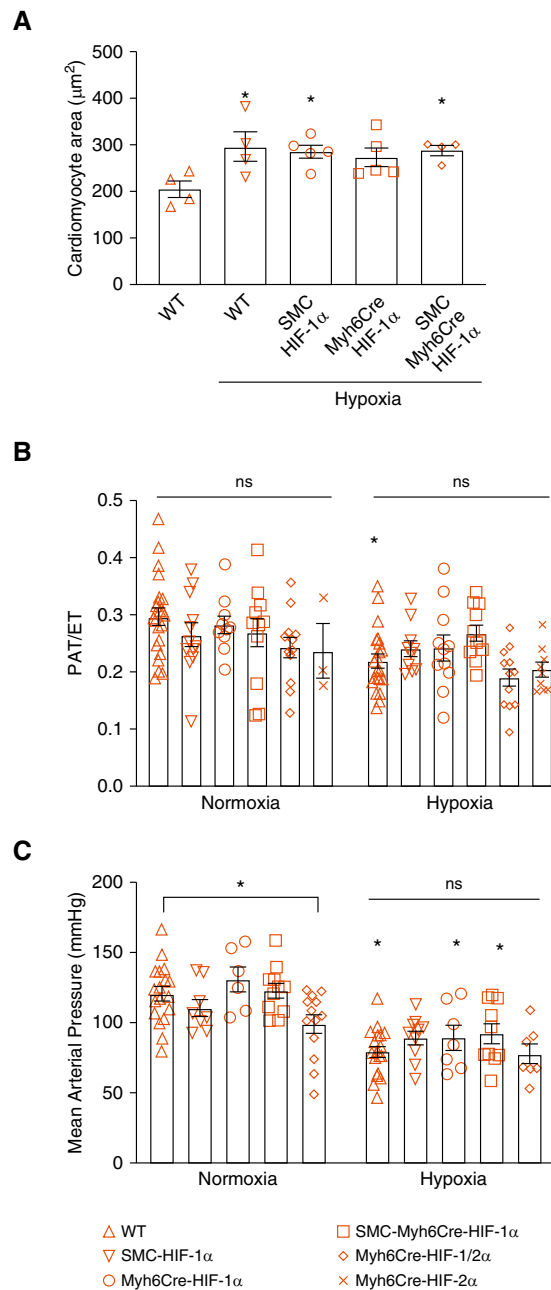 A
Cardiomyocyte area (μm²)
500
400
300
200
100
0
* * *
WT
WT
SMC
HIF-1α
Myh6Cre
HIF-1α
SMC
Myh6Cre
HIF-1α
Hypoxia
B
PAT/ET
ns ns
0.5
0.4
0.3
0.2
0.1
0.0
*
Normoxia Hypoxia
C
Mean Arterial Pressure (mmHg)
200
150
100
50
0
* ns
* * *
Normoxia Hypoxia
WT
SMC-HIF-1α
Myh6Cre-HIF-1α
SMC-Myh6Cre-HIF-1α
Myh6Cre-HIF-1/2α
Myh6Cre-HIF-2α